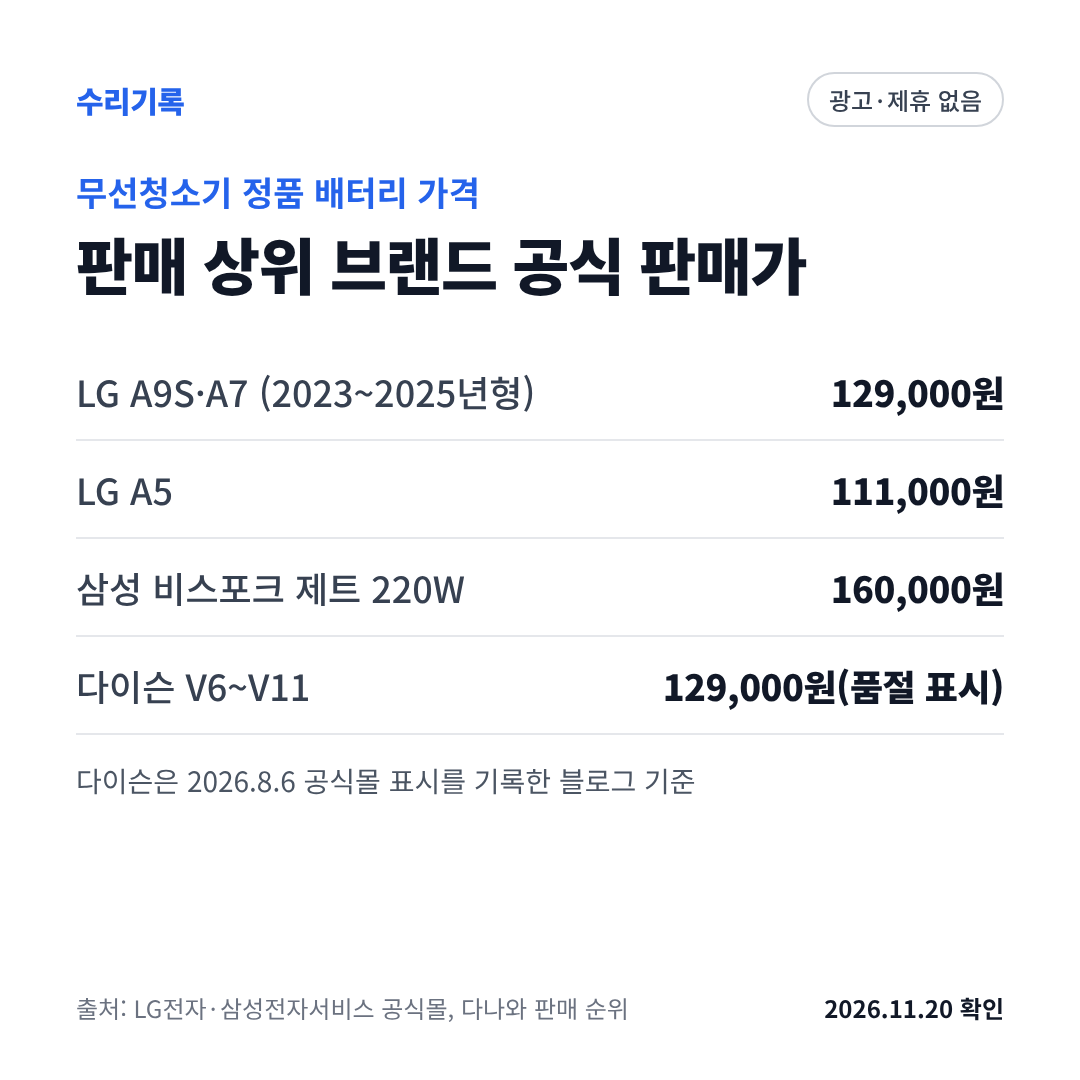 수리기록
광고·제휴 없음
무선청소기 정품 배터리 가격
판매 상위 브랜드 공식 판매가
LG A9S·A7 (2023~2025년형) 129,000원
LG A5 111,000원
삼성 비스포크 제트 220W 160,000원
다이슨 V6~V11 129,000원(품절 표시)
다이슨은 2026.8.6 공식몰 표시를 기록한 블로그 기준
출처: LG전자·삼성전자서비스 공식몰, 다나와 판매 순위
2026.11.20 확인